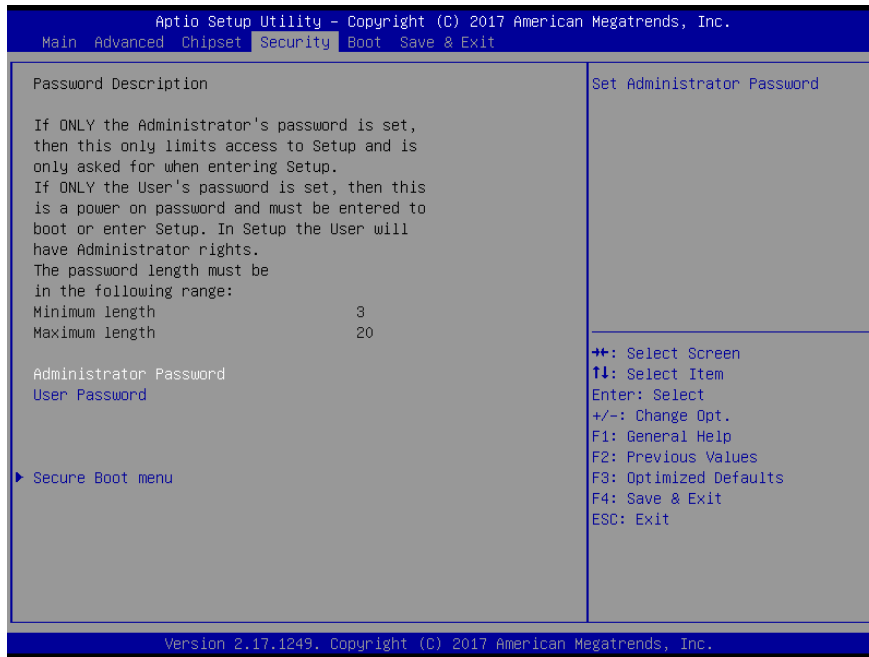 Aptio Setup Utility – Copyright (C) 2017 American Megatrends, Inc.
Main Advanced Chipset Security Boot Save & Exit
Password Description
If ONLY the Administrator's password is set,
then this only limits access to Setup and is
only asked for when entering Setup.
If ONLY the User's password is set, then this
is a power on password and must be entered to
boot or enter Setup. In Setup the User will
have Administrator rights.
The password length must be
in the following range:
Minimum length 3
Maximum length 20
Administrator Password
User Password
Secure Boot menu
Set Administrator Password
→←: Select Screen
↑↓: Select Item
Enter: Select
+/-: Change Opt.
F1: General Help
F2: Previous Values
F3: Optimized Defaults
F4: Save & Exit
ESC: Exit
Version 2.17.1249. Copyright (C) 2017 American Megatrends, Inc.